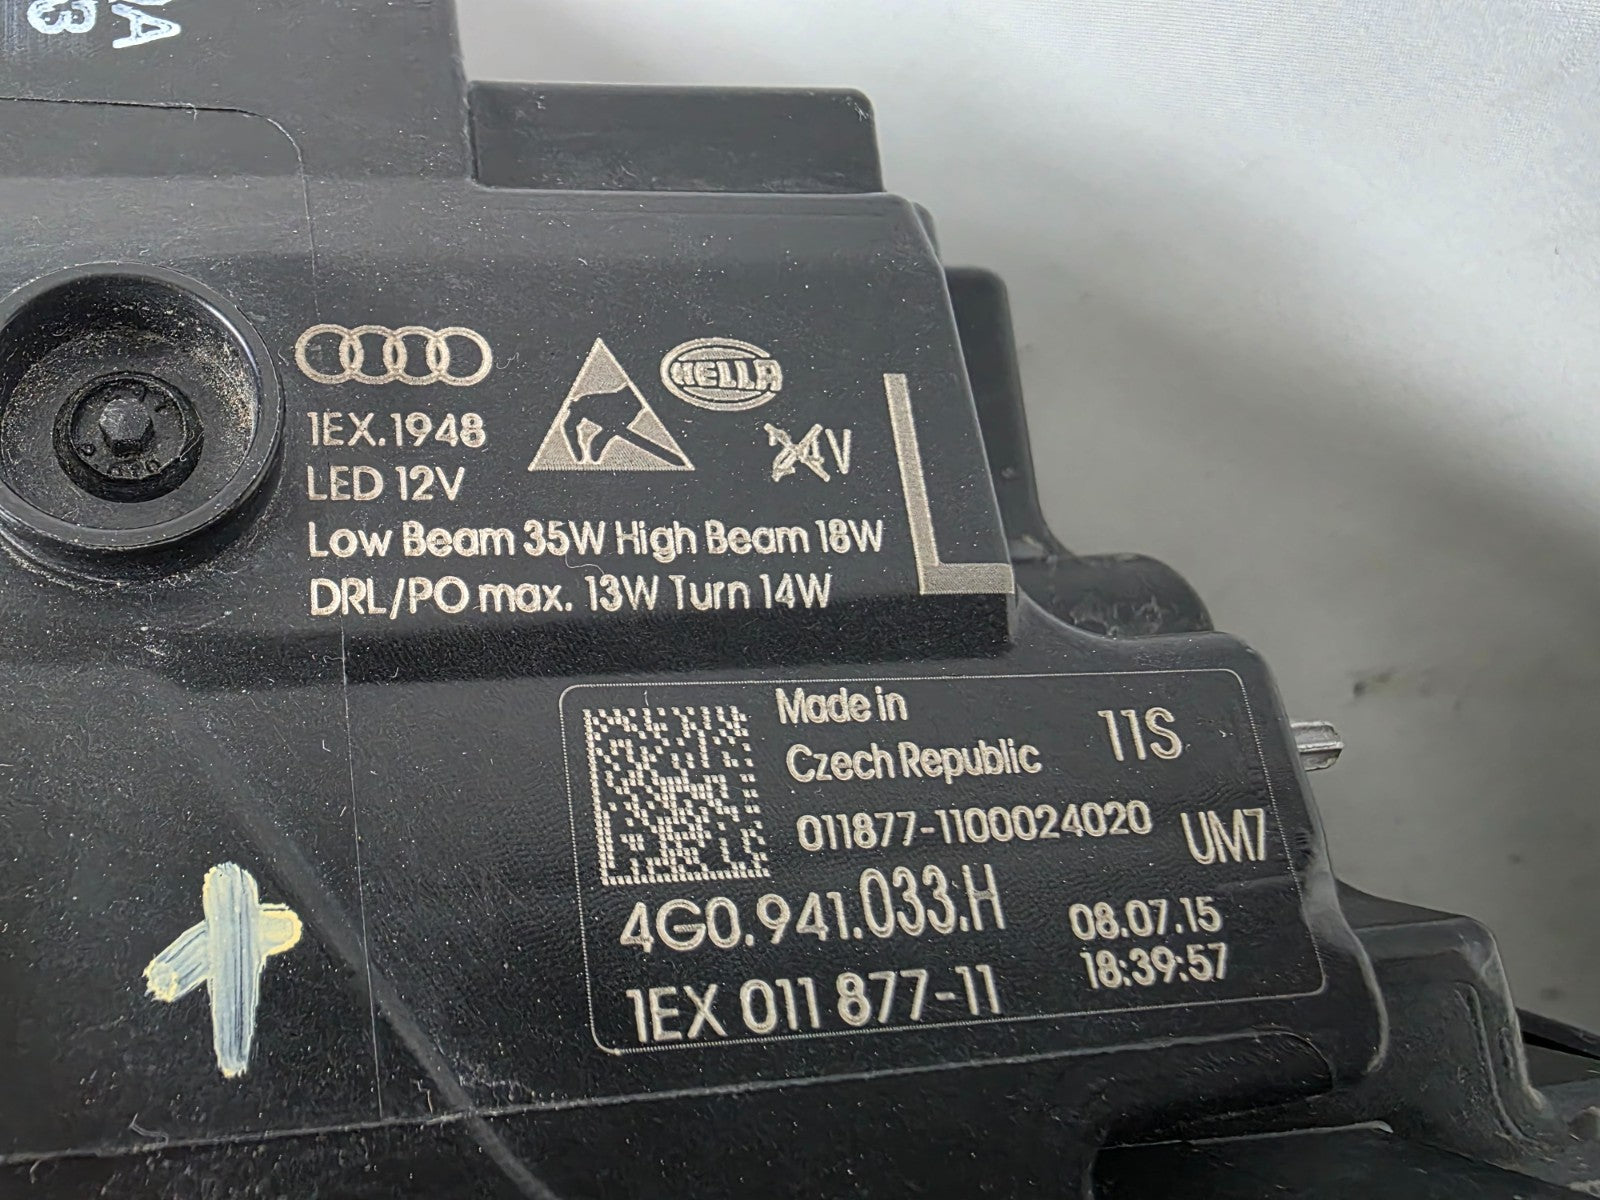 1EX.1948
LED 12V
Low Beam 35W High Beam 18W
DRL/PO max. 13W Turn 14W
HELLA
24V
L
Made in
Czech Republic
11S
011877-1100024020
UM7
4G0.941.033.H
08.07.15
18:39:57
1EX 011 877-11